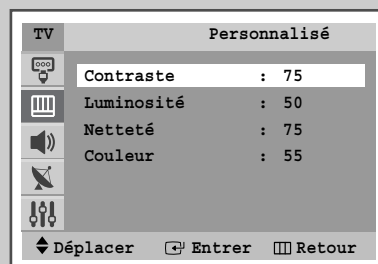 TV Personnalisé
Contraste : 75
Luminosité : 50
Netteté : 75
Couleur : 55
Déplacer Entrer Retour